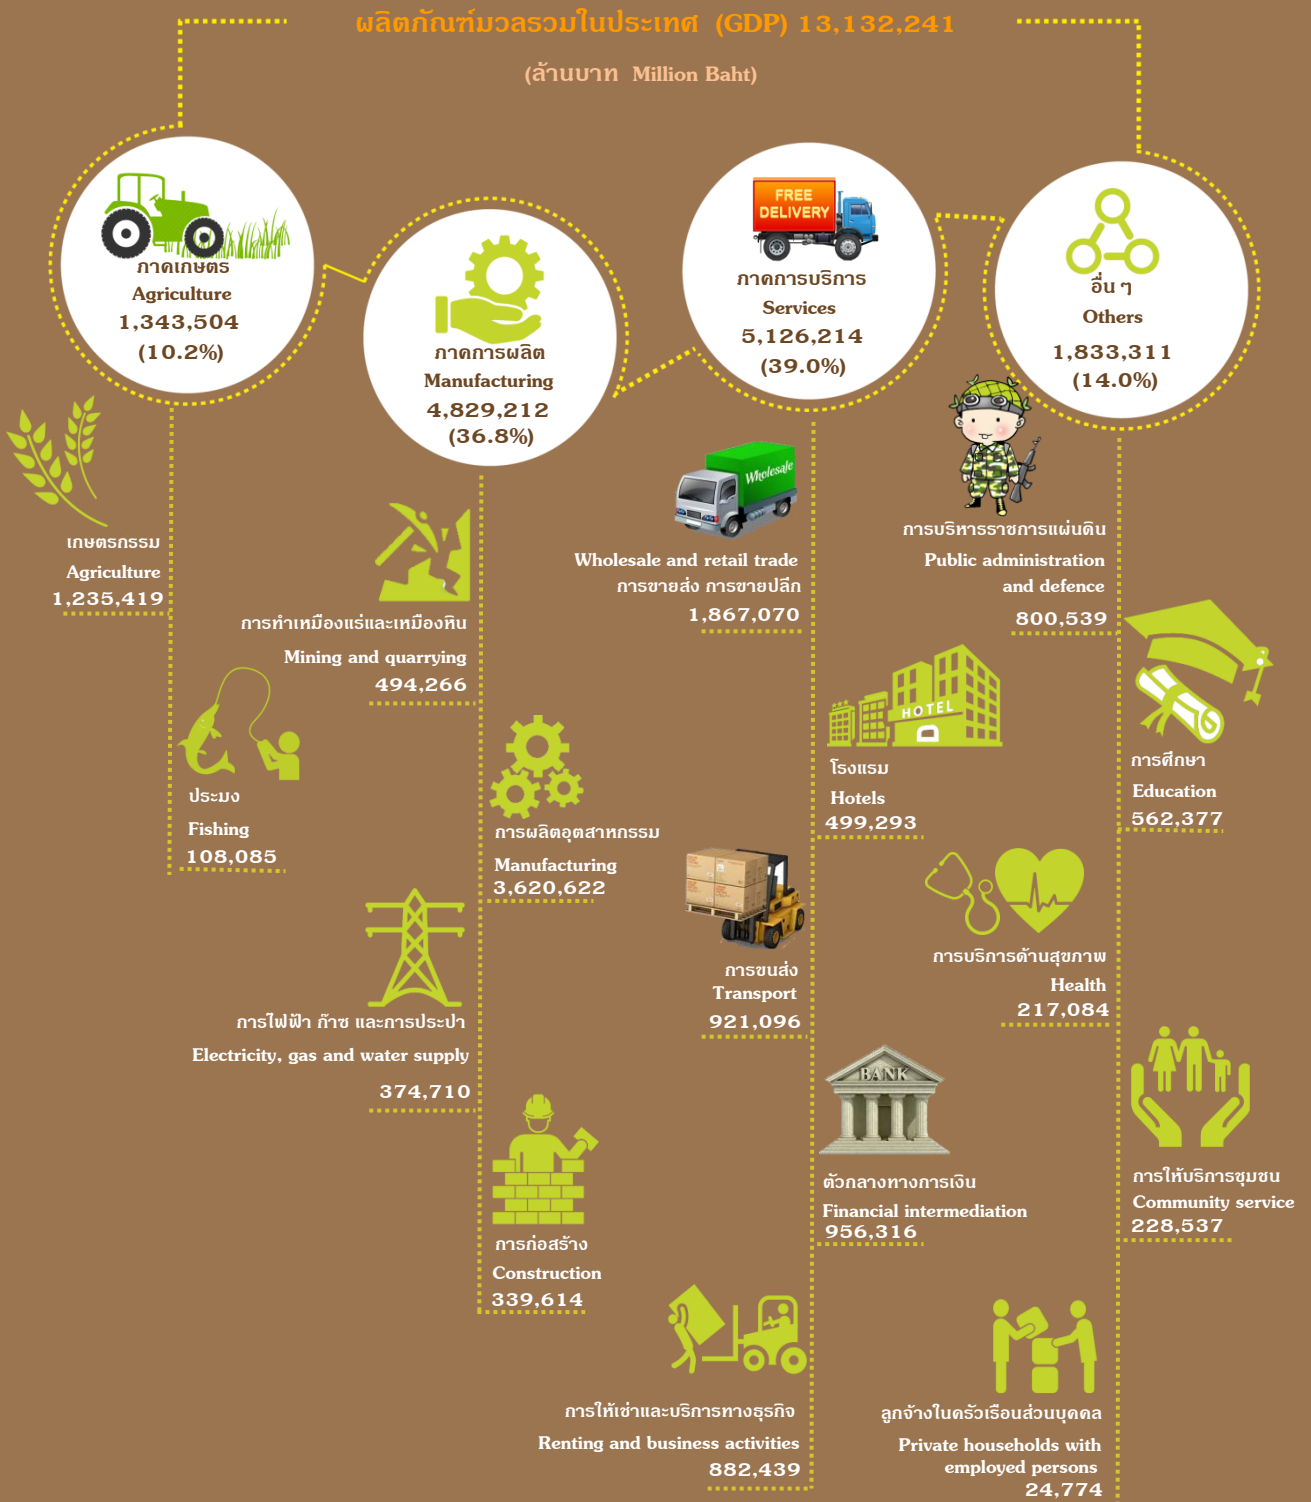 ผลิตภัณฑ์มวลรวมในประเทศ (GDP) 13,132,241
(ล้านบาท Million Baht)
ภาคเกษตร
Agriculture
1,343,504
(10.2%)
ภาคการผลิต
Manufacturing
4,829,212
(36.8%)
FREE
DELIVERY
ภาคการบริการ
Services
5,126,214
(39.0%)
อื่น ๆ
Others
1,833,311
(14.0%)
เกษตรกรรม
Agriculture
1,235,419
ประมง
Fishing
108,085
การทำเหมืองแร่และเหมืองหิน
Mining and quarrying
494,266
การผลิตอุตสาหกรรม
Manufacturing
3,620,622
การไฟฟ้า ก๊าซ และการประปา
Electricity, gas and water supply
374,710
การก่อสร้าง
Construction
339,614
Wholesale
Wholesale and retail trade
การขายส่ง การขายปลีก
1,867,070
HOTEL
โรงแรม
Hotels
499,293
การขนส่ง
Transport
921,096
BANK
ตัวกลางทางการเงิน
Financial intermediation
956,316
การให้เช่าและบริการทางธุรกิจ
Renting and business activities
882,439
การบริหารราชการแผ่นดิน
Public administration
and defence
800,539
การศึกษา
Education
562,377
การบริการด้านสุขภาพ
Health
217,084
การให้บริการชุมชน
Community service
228,537
ลูกจ้างในครัวเรือนส่วนบุคคล
Private households with
employed persons
24,774